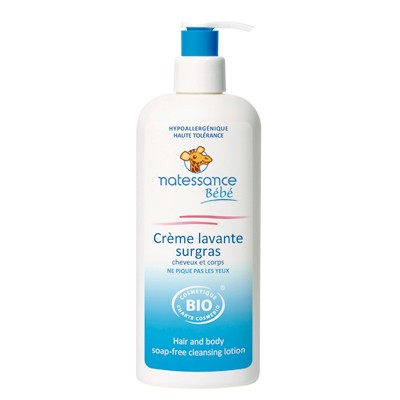 HYPOALLERGÉNIQUE
HAUTE TOLÉRANCE
natessance
Bébé
Crème lavante
surgras
cheveux et corps
NE PIQUE PAS LES YEUX
COSMETIQUE
BIO
®
CHARTE COSMEBIO
Hair and body
soap-free cleansing lotion